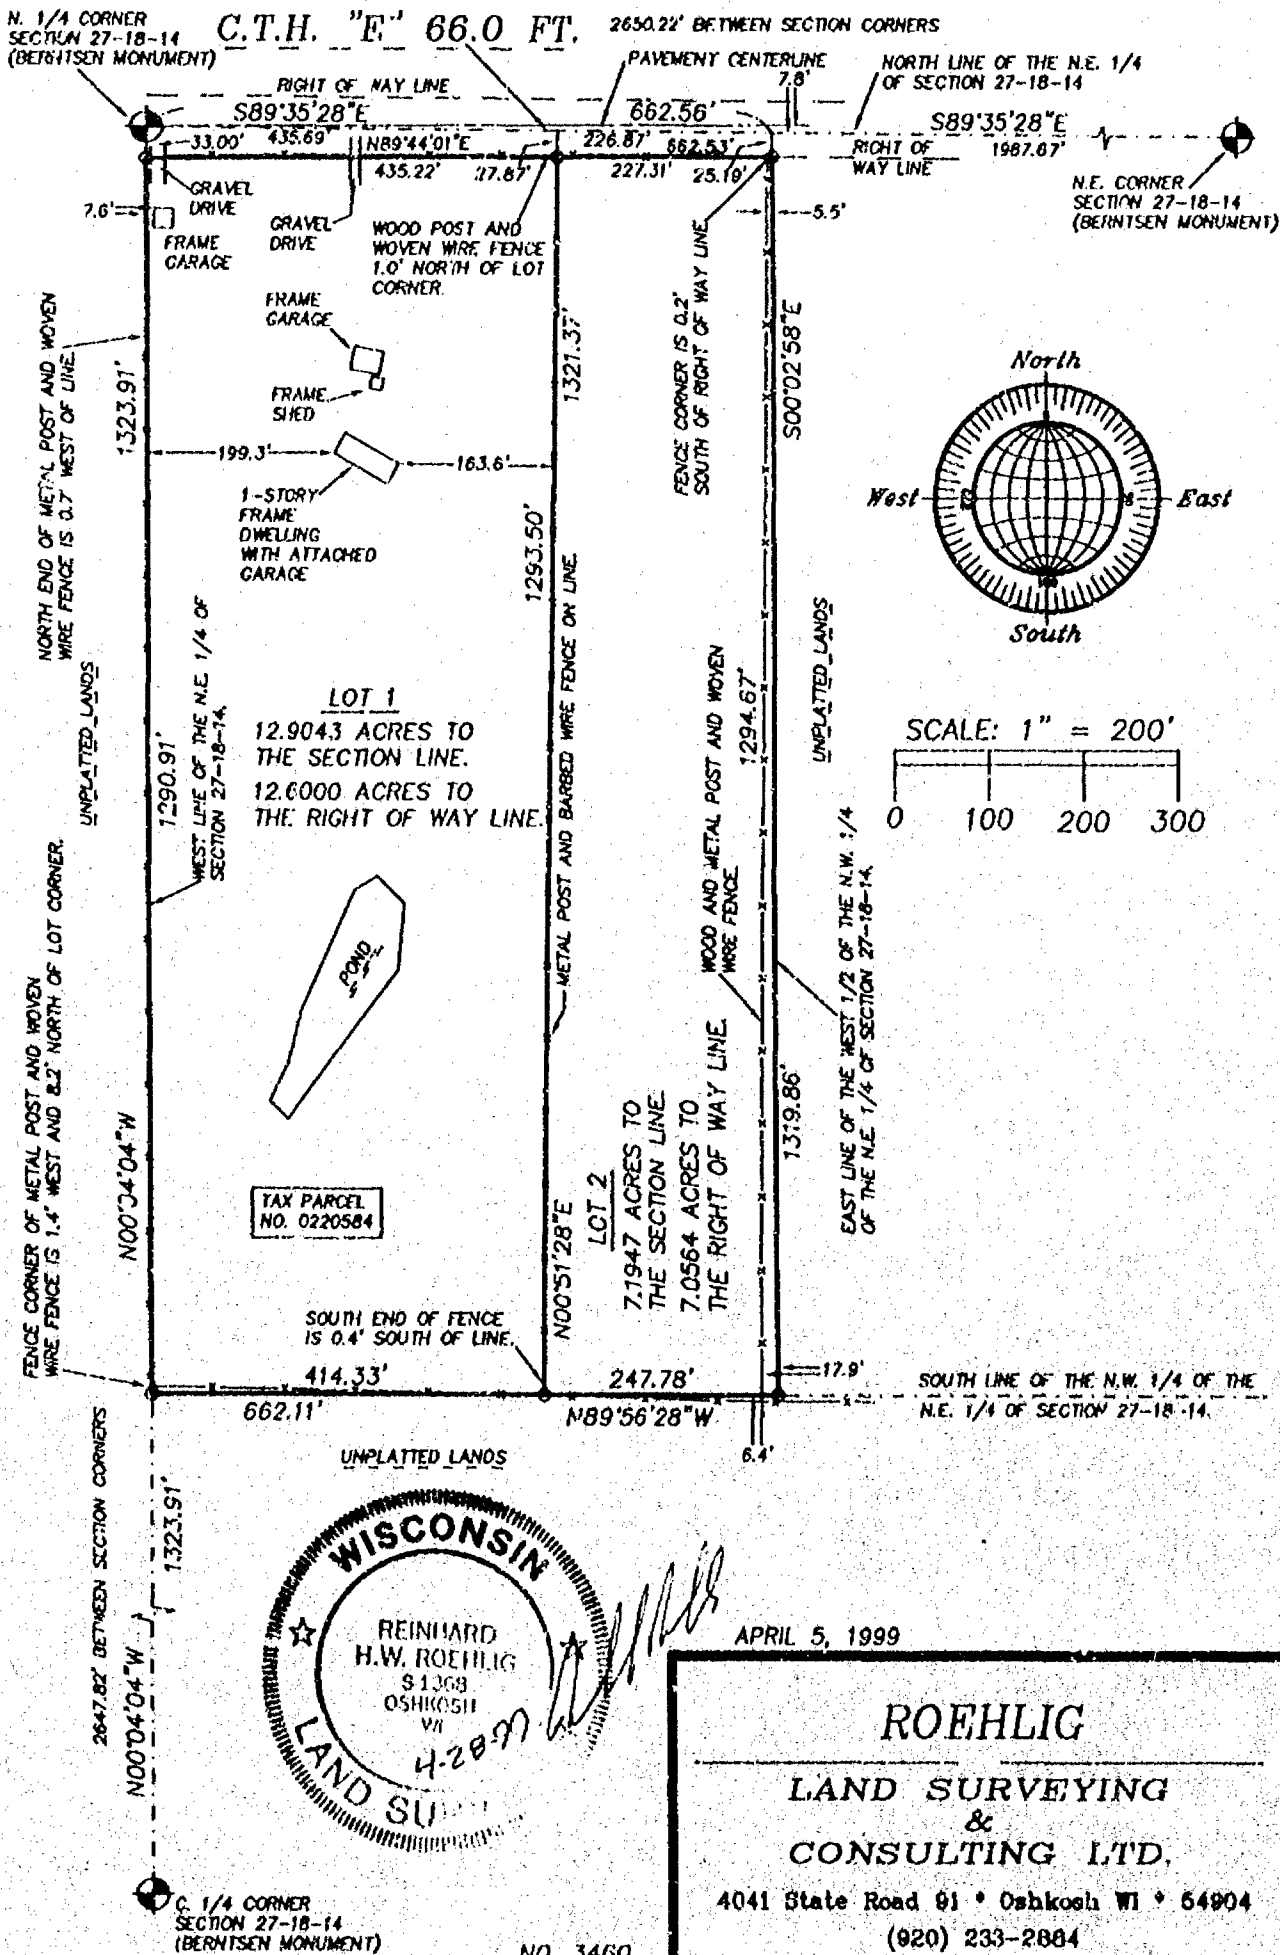 N. 1/4 CORNER
SECTION 27-18-14
(BERNTSEN MONUMENT)
C.T.H. "E" 66.0 FT.
2650.22' BETWEEN SECTION CORNERS
PAVEMENT CENTERLINE
7.8'
NORTH LINE OF THE N.E. 1/4
OF SECTION 27-18-14
RIGHT OF WAY LINE
S89°35'28"E
662.56'
S89°35'28"E
33.00'
435.69'
N89°44'01"E
226.87'
662.53'
RIGHT OF
WAY LINE
1987.67'
435.22'
27.87'
227.31'
25.19'
N.E. CORNER
SECTION 27-18-14
(BERNTSEN MONUMENT)
GRAVEL
DRIVE
7.6'
FRAME
GARAGE
GRAVEL
DRIVE
WOOD POST AND
WOVEN WIRE FENCE
1.0' NORTH OF LOT
CORNER.
5.5'
FRAME
GARAGE
FRAME
SHED
NORTH END OF METAL POST AND WOVEN
WIRE FENCE IS 0.7' WEST OF LINE.
1323.91'
1321.37'
FENCE CORNER IS 0.2'
SOUTH OF RIGHT OF WAY LINE
S00°02'58"E
199.3'
163.6'
1-STORY
FRAME
DWELLING
WITH ATTACHED
GARAGE
1293.50'
North
West
East
South
UNPLATTED LANDS
1290.91'
WEST LINE OF THE N.E. 1/4 OF
SECTION 27-18-14.
LOT 1
12.9043 ACRES TO
THE SECTION LINE.
12.6000 ACRES TO
THE RIGHT OF WAY LINE.
METAL POST AND BARBED WIRE FENCE ON LINE.
WOOD AND METAL POST AND WOVEN
WIRE FENCE
1294.67'
UNPLATTED LANDS
SCALE: 1" = 200'
0 100 200 300
FENCE CORNER OF METAL POST AND WOVEN
WIRE FENCE IS 1.4' WEST AND 8.2' NORTH OF LOT CORNER.
POND
EAST LINE OF THE WEST 1/2 OF THE N.W. 1/4
OF THE N.E. 1/4 OF SECTION 27-18-14.
1319.86'
N00°04'04"W
TAX PARCEL
NO. 0220584
N00°51'28"E
LOT 2
7.1947 ACRES TO
THE SECTION LINE.
7.0564 ACRES TO
THE RIGHT OF WAY LINE.
SOUTH END OF FENCE
IS 0.4' SOUTH OF LINE.
414.33'
247.78'
17.9'
SOUTH LINE OF THE N.W. 1/4 OF THE
N.E. 1/4 OF SECTION 27-18-14.
662.11'
N89°56'28"W
6.4'
UNPLATTED LANDS
2647.82' BETWEEN SECTION CORNERS
1323.91'
N00°04'04"W
WISCONSIN
REINHARD
H.W. ROEHLIG
S1368
OSHKOSH
WI
LAND SU
APRIL 5, 1999
ROEHLIG
LAND SURVEYING
&
CONSULTING LTD.
4041 State Road 91 * Oshkosh WI * 54904
(920) 233-2884
C. 1/4 CORNER
SECTION 27-18-14
(BERNTSEN MONUMENT)
NO. 3460